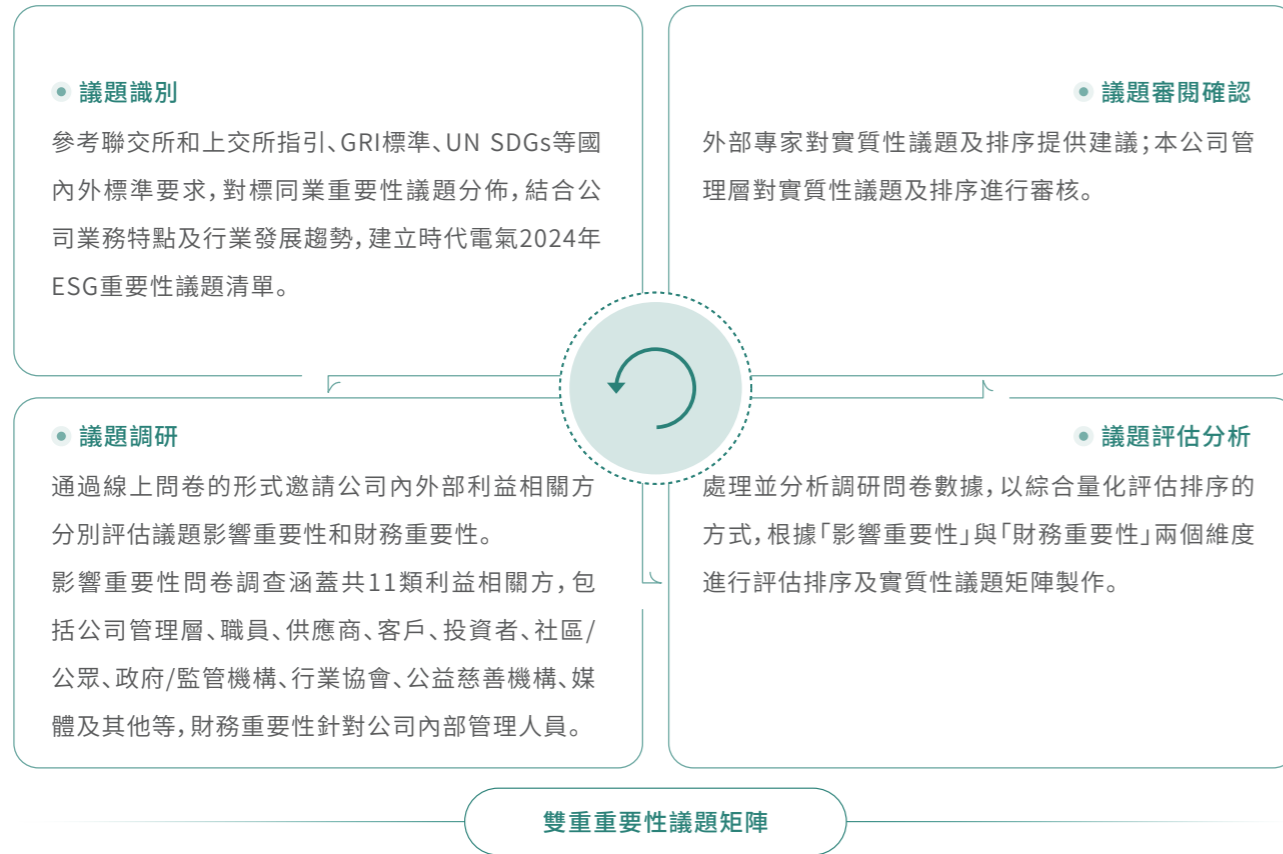 議題識別
參考聯交所和上交所指引、GRI標準、UN SDGs等國
內外標準要求，對標同業重要性議題分佈，結合公
司業務特點及行業發展趨勢，建立時代電氣2024年
ESG重要性議題清單。
議題調研
通過線上問卷的形式邀請公司內外部利益相關方
分別評估議題影響重要性和財務重要性。
影響重要性問卷調查涵蓋共11類利益相關方，包
括公司管理層、職員、供應商、客戶、投資者、社區/
公眾、政府/監管機構、行業協會、公益慈善機構、媒
體及其他等，財務重要性針對公司內部管理人員。
議題評估分析
處理並分析調研問卷數據，以綜合量化評估排序的
方式，根據「影響重要性」與「財務重要性」兩個維度
進行評估排序及實質性議題矩陣製作。
議題審閱確認
外部專家對實質性議題及排序提供建議；本公司管
理層對實質性議題及排序進行審核。
雙重重要性議題矩陣